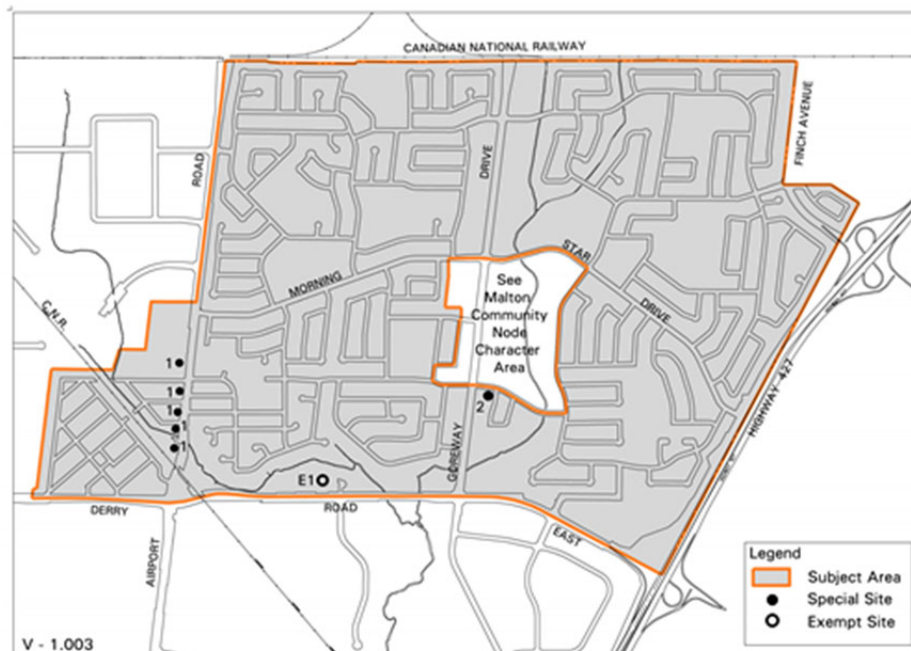 CANADIAN NATIONAL RAILWAY
FINCH AVENUE
ROAD
DRIVE
STAR
MORNING
See
Malton
Community
Node
Character
Area
DRIVE
C.N.R.
HIGHWAY 427
1
1
1
1
1
2
GOREWAY
E1
DERRY
ROAD
EAST
AIRPORT
Legend
Subject Area
Special Site
Exempt Site
V - 1.003